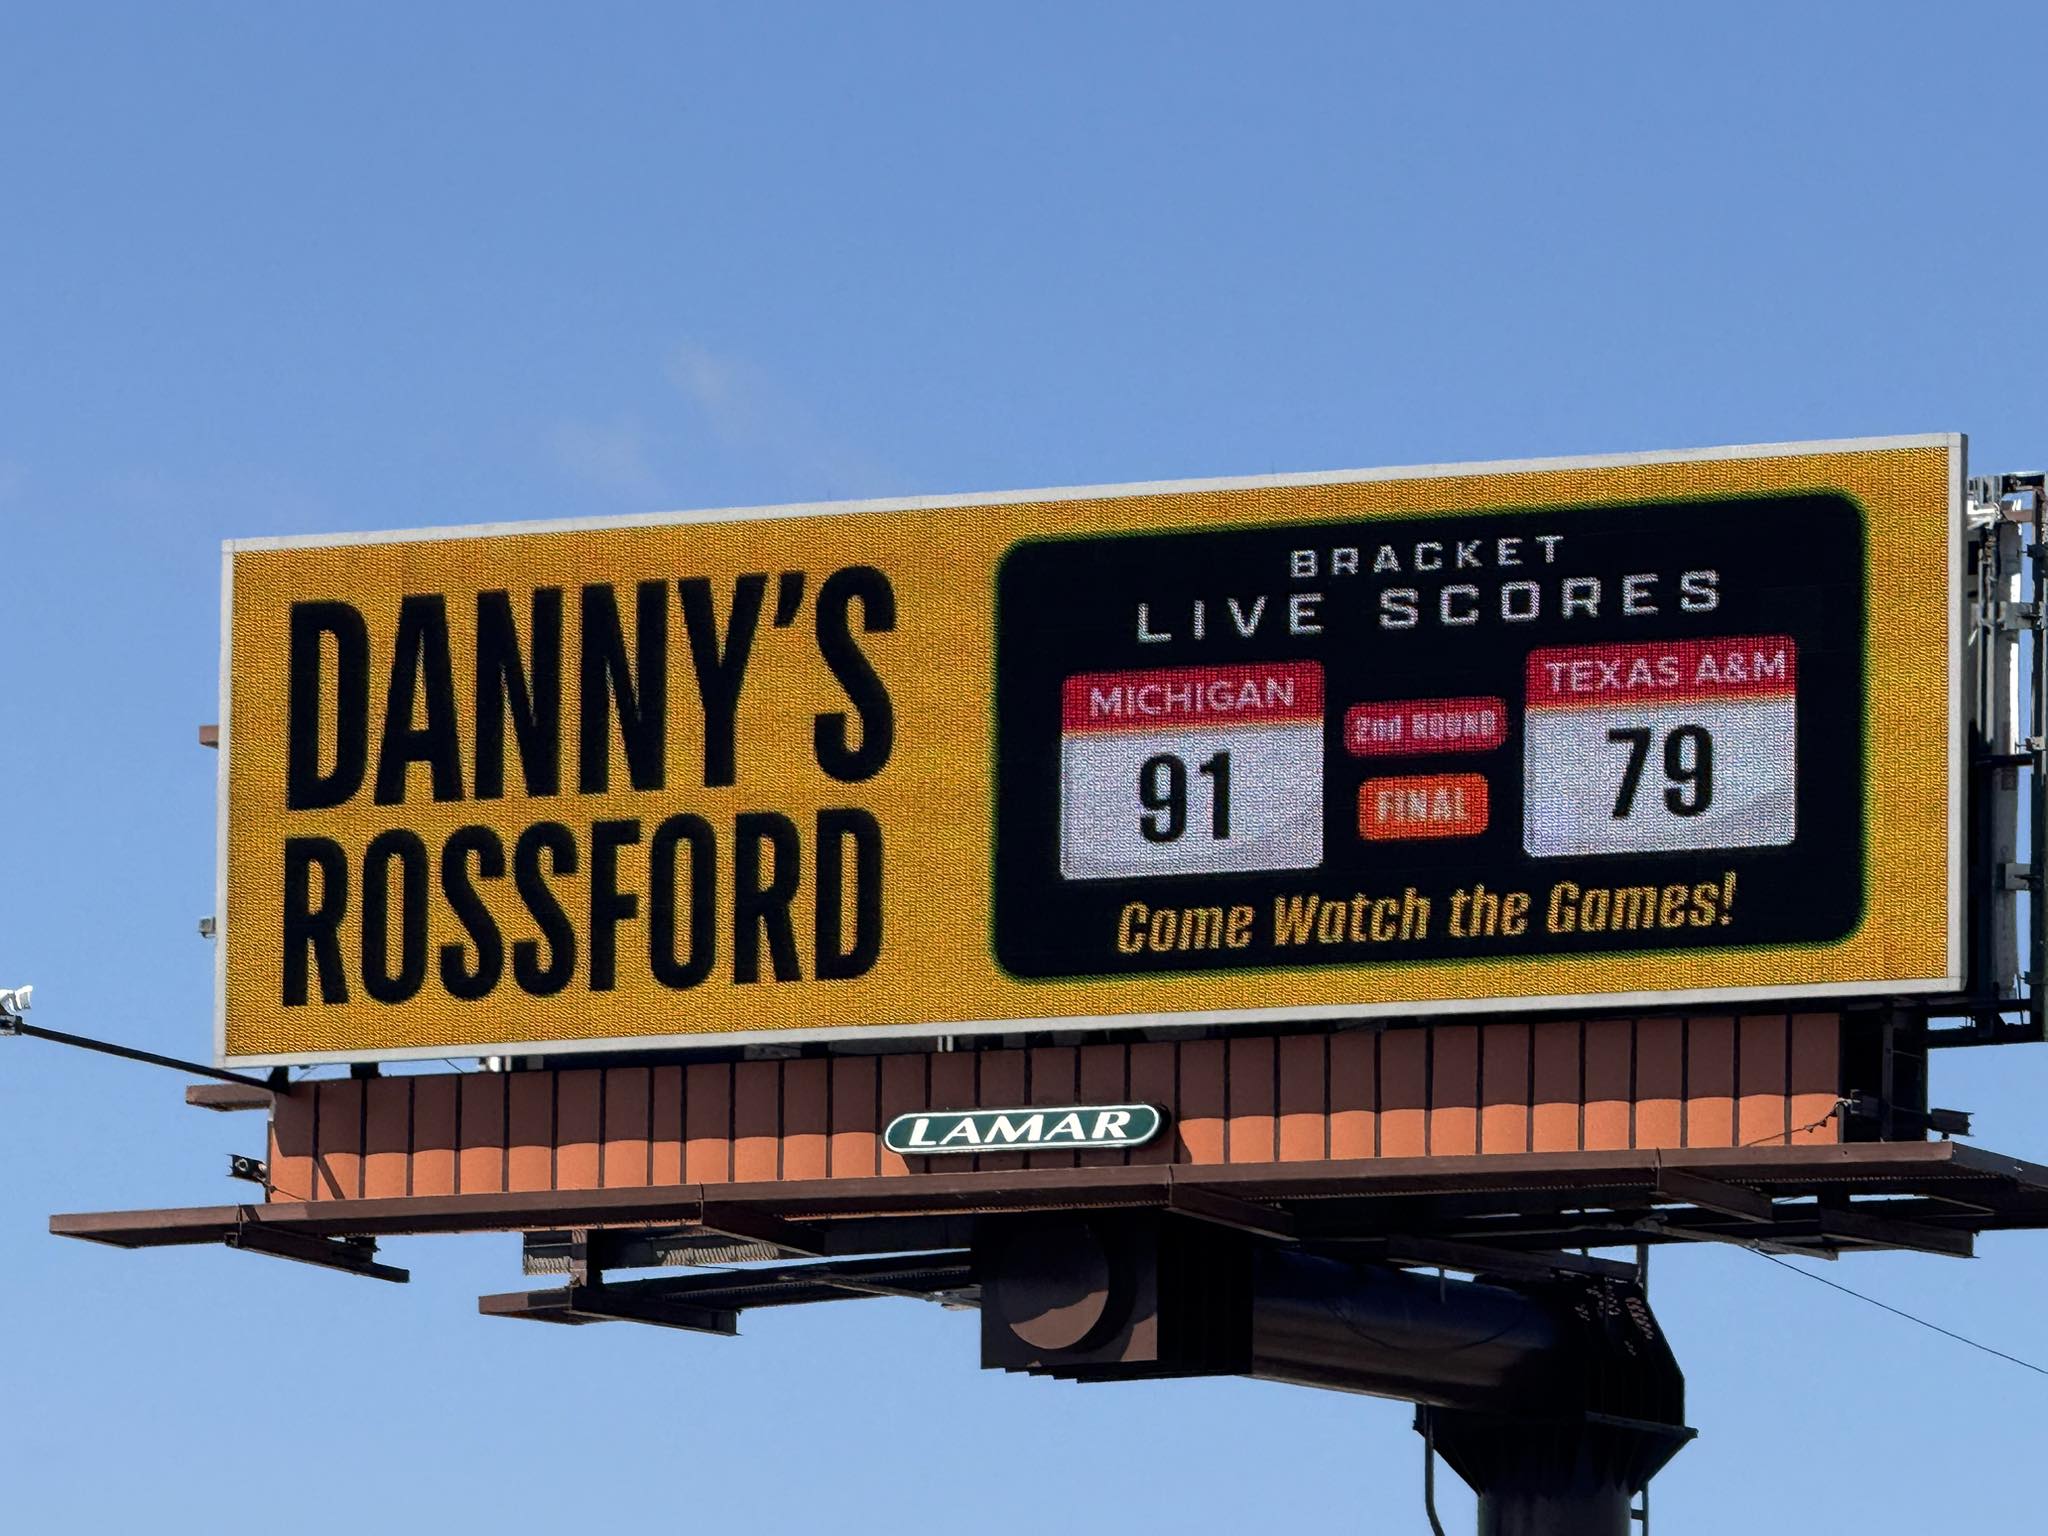 DANNY'S
ROSSFORD
BRACKET
LIVE SCORES
MICHIGAN
91
2nd ROUND
FINAL
TEXAS A&M
79
Come Watch the Games!
LAMAR